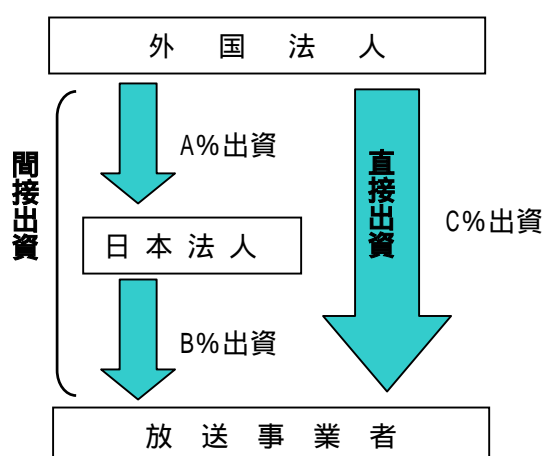 外国法人
A%出資
間接出資
直接出資
C%出資
日本法人
B%出資
放送事業者